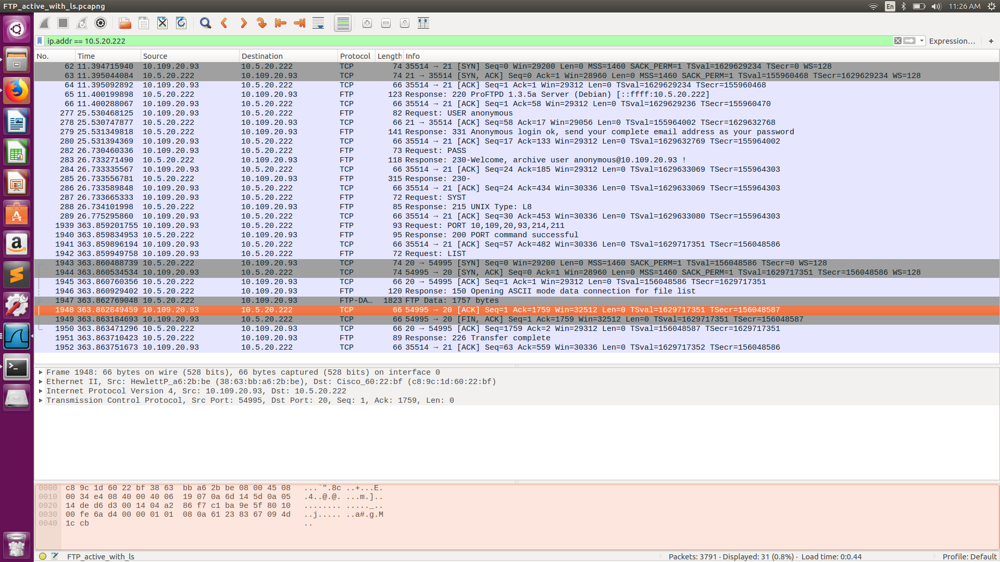 FTP_active_with_ls.pcapng En 11:26 AM
ip.addr == 10.5.20.222 Expression… +
No. Time Source Destination Protocol Length Info
62 11.394715940 10.109.20.93 10.5.20.222 TCP 74 35514 → 21 [SYN] Seq=0 Win=29200 Len=0 MSS=1460 SACK_PERM=1 TSval=1629629234 TSecr=0 WS=128
63 11.395044084 10.5.20.222 10.109.20.93 TCP 74 21 → 35514 [SYN, ACK] Seq=0 Ack=1 Win=28960 Len=0 MSS=1460 SACK_PERM=1 TSval=155960468 TSecr=1629629234 WS=128
64 11.395092892 10.109.20.93 10.5.20.222 TCP 66 35514 → 21 [ACK] Seq=1 Ack=1 Win=29312 Len=0 TSval=1629629234 TSecr=155960468
65 11.400199898 10.5.20.222 10.109.20.93 FTP 123 Response: 220 ProFTPD 1.3.5a Server (Debian) [::ffff:10.5.20.222]
66 11.400288067 10.109.20.93 10.5.20.222 TCP 66 35514 → 21 [ACK] Seq=1 Ack=58 Win=29312 Len=0 TSval=1629629236 TSecr=155960470
277 25.530468125 10.109.20.93 10.5.20.222 FTP 82 Request: USER anonymous
278 25.530747877 10.5.20.222 10.109.20.93 TCP 66 21 → 35514 [ACK] Seq=58 Ack=17 Win=29056 Len=0 TSval=155964002 TSecr=1629632768
279 25.531349818 10.5.20.222 10.109.20.93 FTP 141 Response: 331 Anonymous login ok, send your complete email address as your password
280 25.531394369 10.109.20.93 10.5.20.222 TCP 66 35514 → 21 [ACK] Seq=17 Ack=133 Win=29312 Len=0 TSval=1629632769 TSecr=155964002
282 26.730460336 10.109.20.93 10.5.20.222 FTP 73 Request: PASS
283 26.733271490 10.5.20.222 10.109.20.93 FTP 118 Response: 230-Welcome, archive user anonymous@10.109.20.93 !
284 26.733335567 10.109.20.93 10.5.20.222 TCP 66 35514 → 21 [ACK] Seq=24 Ack=185 Win=29312 Len=0 TSval=1629633069 TSecr=155964303
285 26.733556781 10.5.20.222 10.109.20.93 FTP 315 Response: 230-
286 26.733589848 10.109.20.93 10.5.20.222 TCP 66 35514 → 21 [ACK] Seq=24 Ack=434 Win=30336 Len=0 TSval=1629633069 TSecr=155964303
287 26.733665333 10.109.20.93 10.5.20.222 FTP 72 Request: SYST
288 26.734101998 10.5.20.222 10.109.20.93 FTP 85 Response: 215 UNIX Type: L8
289 26.775295860 10.109.20.93 10.5.20.222 TCP 66 35514 → 21 [ACK] Seq=30 Ack=453 Win=30336 Len=0 TSval=1629633080 TSecr=155964303
1939 363.859201755 10.109.20.93 10.5.20.222 FTP 93 Request: PORT 10,109,20,93,214,211
1940 363.859834953 10.5.20.222 10.109.20.93 FTP 95 Response: 200 PORT command successful
1941 363.859896194 10.109.20.93 10.5.20.222 TCP 66 35514 → 21 [ACK] Seq=57 Ack=482 Win=30336 Len=0 TSval=1629717351 TSecr=156048586
1942 363.859949758 10.109.20.93 10.5.20.222 FTP 72 Request: LIST
1943 363.860488739 10.5.20.222 10.109.20.93 TCP 74 20 → 54995 [SYN] Seq=0 Win=29200 Len=0 MSS=1460 SACK_PERM=1 TSval=156048586 TSecr=0 WS=128
1944 363.860534534 10.109.20.93 10.5.20.222 TCP 74 54995 → 20 [SYN, ACK] Seq=0 Ack=1 Win=28960 Len=0 MSS=1460 SACK_PERM=1 TSval=1629717351 TSecr=156048586 WS=128
1945 363.860760356 10.5.20.222 10.109.20.93 TCP 66 20 → 54995 [ACK] Seq=1 Ack=1 Win=29312 Len=0 TSval=156048586 TSecr=1629717351
1946 363.860929402 10.5.20.222 10.109.20.93 FTP 120 Response: 150 Opening ASCII mode data connection for file list
1947 363.862769048 10.5.20.222 10.109.20.93 FTP-DA… 1823 FTP Data: 1757 bytes
1948 363.862849459 10.109.20.93 10.5.20.222 TCP 66 54995 → 20 [ACK] Seq=1 Ack=1759 Win=32512 Len=0 TSval=1629717351 TSecr=156048587
1949 363.863184693 10.109.20.93 10.5.20.222 TCP 66 54995 → 20 [FIN, ACK] Seq=1 Ack=1759 Win=32512 Len=0 TSval=1629717351 TSecr=156048587
1950 363.863471296 10.5.20.222 10.109.20.93 TCP 66 20 → 54995 [ACK] Seq=1759 Ack=2 Win=29312 Len=0 TSval=156048587 TSecr=1629717351
1951 363.863710423 10.5.20.222 10.109.20.93 FTP 89 Response: 226 Transfer complete
1952 363.863751673 10.109.20.93 10.5.20.222 TCP 66 35514 → 21 [ACK] Seq=63 Ack=559 Win=30336 Len=0 TSval=1629717352 TSecr=156048586
Frame 1948: 66 bytes on wire (528 bits), 66 bytes captured (528 bits) on interface 0
Ethernet II, Src: HewlettP_a6:2b:be (38:63:bb:a6:2b:be), Dst: Cisco_60:22:bf (c8:9c:1d:60:22:bf)
Internet Protocol Version 4, Src: 10.109.20.93, Dst: 10.5.20.222
Transmission Control Protocol, Src Port: 54995, Dst Port: 20, Seq: 1, Ack: 1759, Len: 0
0000 c8 9c 1d 60 22 bf 38 63 bb a6 2b be 08 00 45 08 ...`".8c ..+...E.
0010 00 34 e4 08 40 00 40 06 19 07 0a 6d 14 5d 0a 05 .4..@.@. ...m.]..
0020 14 de d6 d3 00 14 04 a2 86 f7 c1 ba 9e 5f 80 10 ........ ....._..
0030 00 fe 6a d4 00 00 01 01 08 0a 61 23 83 67 09 4d ..j..... ..a#.g.M
0040 1c cb ..
FTP_active_with_ls Packets: 3791 · Displayed: 31 (0.8%) · Load time: 0:0.44 Profile: Default